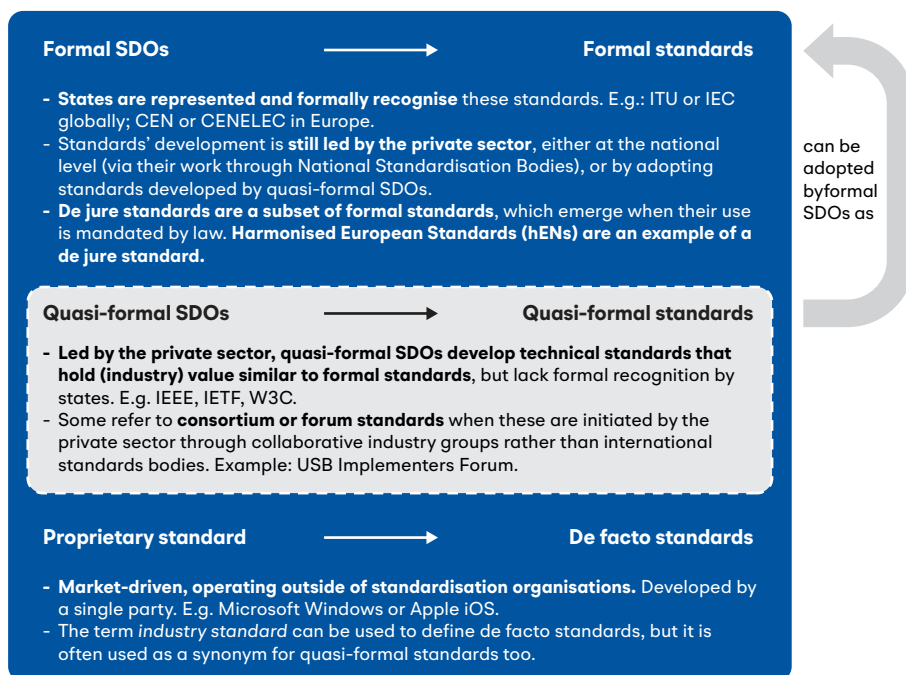 Formal SDOs
Formal standards
- States are represented and formally recognise these standards. E.g.: ITU or IEC
globally; CEN or CENELEC in Europe.
- Standards' development is still led by the private sector, either at the national
level (via their work through National Standardisation Bodies), or by adopting
standards developed by quasi-formal SDOs.
- De jure standards are a subset of formal standards, which emerge when their use
is mandated by law. Harmonised European Standards (hENs) are an example of a
de jure standard.
can be
adopted
byformal
SDOs as
Quasi-formal SDOs
Quasi-formal standards
- Led by the private sector, quasi-formal SDOs develop technical standards that
hold (industry) value similar to formal standards, but lack formal recognition by
states. E.g. IEEE, IETF, W3C.
- Some refer to consortium or forum standards when these are initiated by the
private sector through collaborative industry groups rather than international
standards bodies. Example: USB Implementers Forum.
Proprietary standard
De facto standards
- Market-driven, operating outside of standardisation organisations. Developed by
a single party. E.g. Microsoft Windows or Apple iOS.
- The term industry standard can be used to define de facto standards, but it is
often used as a synonym for quasi-formal standards too.